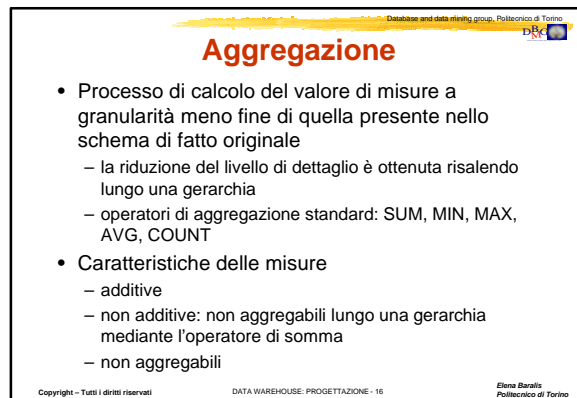 Database and data mining group, Politecnico di Torino
DBMG
Aggregazione
• Processo di calcolo del valore di misure a
granularità meno fine di quella presente nello
schema di fatto originale
– la riduzione del livello di dettaglio è ottenuta risalendo
lungo una gerarchia
– operatori di aggregazione standard: SUM, MIN, MAX,
AVG, COUNT
• Caratteristiche delle misure
– additive
– non additive: non aggregabili lungo una gerarchia
mediante l'operatore di somma
– non aggregabili
Copyright – Tutti i diritti riservati
DATA WAREHOUSE: PROGETTAZIONE - 16
Elena Baralis
Politecnico di Torino